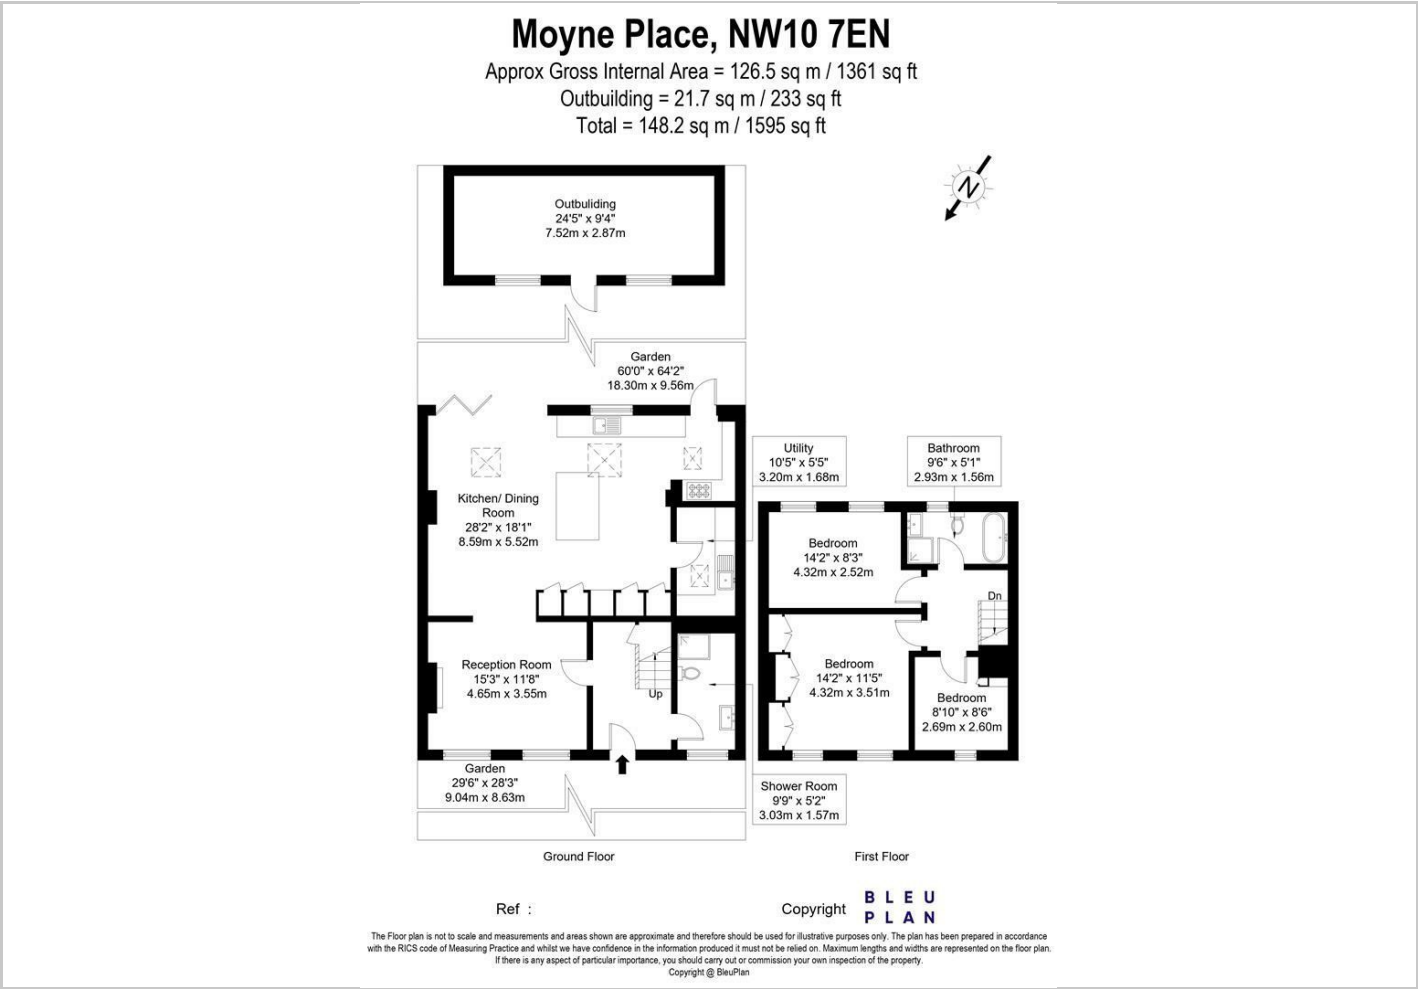 Moyne Place, NW10 7EN
Approx Gross Internal Area = 126.5 sq m / 1361 sq ft
Outbuilding = 21.7 sq m / 233 sq ft
Total = 148.2 sq m / 1595 sq ft
N
Outbuliding
24'5" x 9'4"
7.52m x 2.87m
Garden
60'0" x 64'2"
18.30m x 9.56m
Kitchen/ Dining
Room
28'2" x 18'1"
8.59m x 5.52m
Utility
10'5" x 5'5"
3.20m x 1.68m
Bathroom
9'6" x 5'1"
2.93m x 1.56m
Bedroom
14'2" x 8'3"
4.32m x 2.52m
Dn
Reception Room
15'3" x 11'8"
4.65m x 3.55m
Up
Bedroom
14'2" x 11'5"
4.32m x 3.51m
Bedroom
8'10" x 8'6"
2.69m x 2.60m
Garden
29'6" x 28'3"
9.04m x 8.63m
Shower Room
9'9" x 5'2"
3.03m x 1.57m
Ground Floor
First Floor
Ref :
Copyright
BLEU
PLAN
The Floor plan is not to scale and measurements and areas shown are approximate and therefore should be used for illustrative purposes only. The plan has been prepared in accordance
with the RICS code of Measuring Practice and whilst we have confidence in the information produced it must not be relied on. Maximum lengths and widths are represented on the floor plan.
If there is any aspect of particular importance, you should carry out or commission your own inspection of the property.
Copyright @ BleuPlan